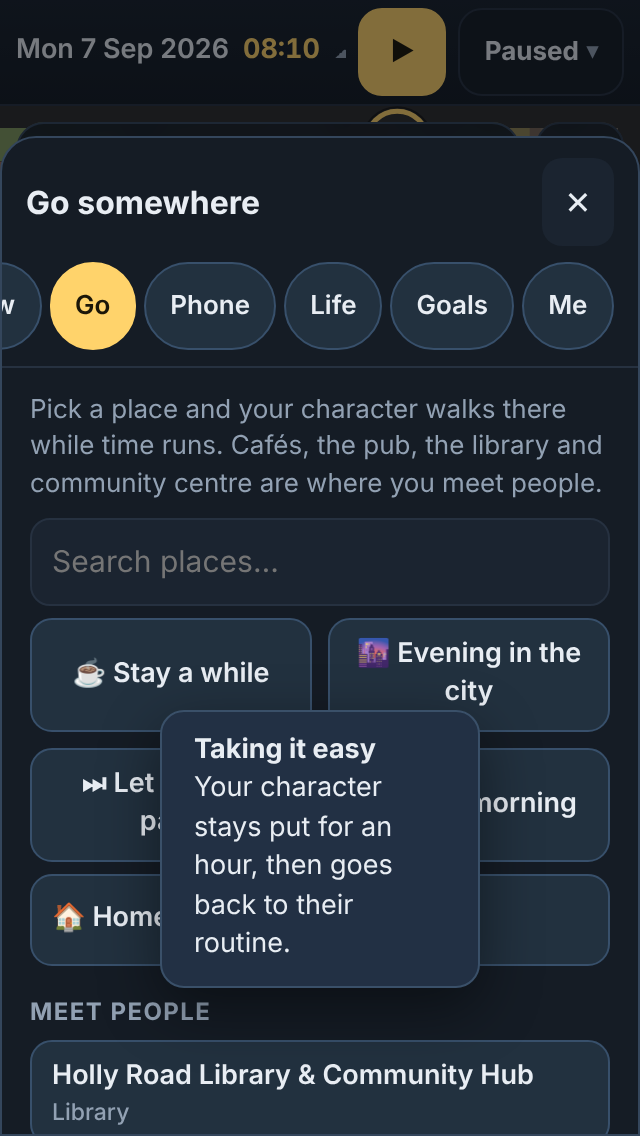 Mon 7 Sep 2026 08:10
Paused ▾
Go somewhere
✕
w
Go
Phone
Life
Goals
Me
Pick a place and your character walks there
while time runs. Cafés, the pub, the library and
community centre are where you meet people.
Search places...
☕ Stay a while
🌆 Evening in the
city
⏭ Let
pa
morning
🏠 Home
Taking it easy
Your character
stays put for an
hour, then goes
back to their
routine.
MEET PEOPLE
Holly Road Library & Community Hub
Library